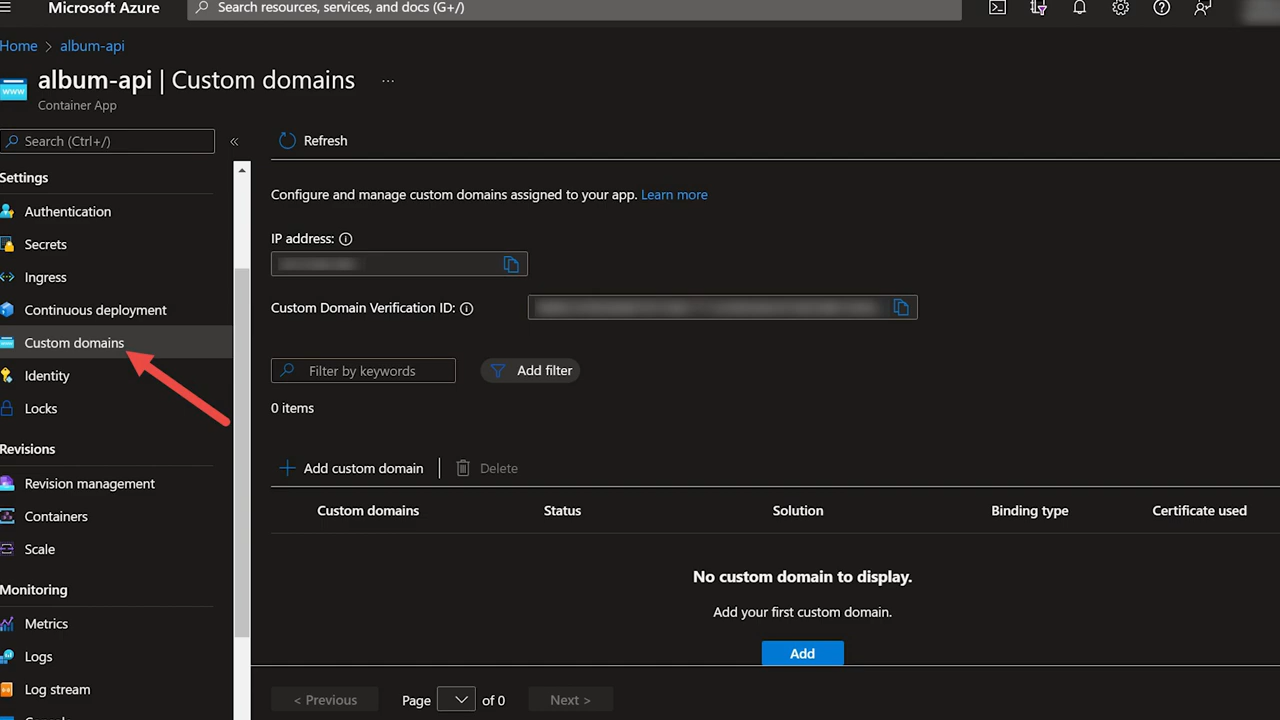 Microsoft Azure
Search resources, services, and docs (G+/)
Home > album-api
album-api | Custom domains ...
Container App
Search (Ctrl+/)
«
Settings
Authentication
Secrets
Ingress
Continuous deployment
Custom domains
Identity
Locks
Revisions
Revision management
Containers
Scale
Monitoring
Metrics
Logs
Log stream
Refresh
Configure and manage custom domains assigned to your app. Learn more
IP address:
Custom Domain Verification ID:
Filter by keywords
Add filter
0 items
Add custom domain
Delete
Custom domains Status Solution Binding type Certificate used
No custom domain to display.
Add your first custom domain.
Add
< Previous Page of 0 Next >